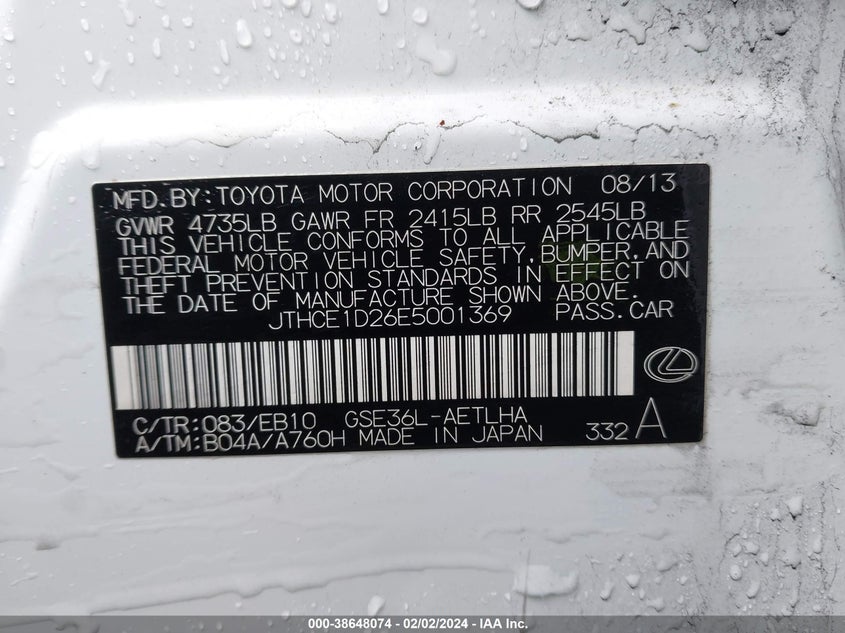 MFD. BY: TOYOTA MOTOR CORPORATION 08/13
GVWR 4735LB GAWR FR 2415LB RR 2545LB
THIS VEHICLE CONFORMS TO ALL APPLICABLE
FEDERAL MOTOR VEHICLE SAFETY, BUMPER, AND
THEFT PREVENTION STANDARDS IN EFFECT ON
THE DATE OF MANUFACTURE SHOWN ABOVE.
JTHCE1D26E5001369 PASS. CAR
C/TR: 083/EB10 GSE36L-AETLHA
A/TM: B04A/A760H MADE IN JAPAN 332 A
000-38648074 - 02/02/2024 - IAA Inc.